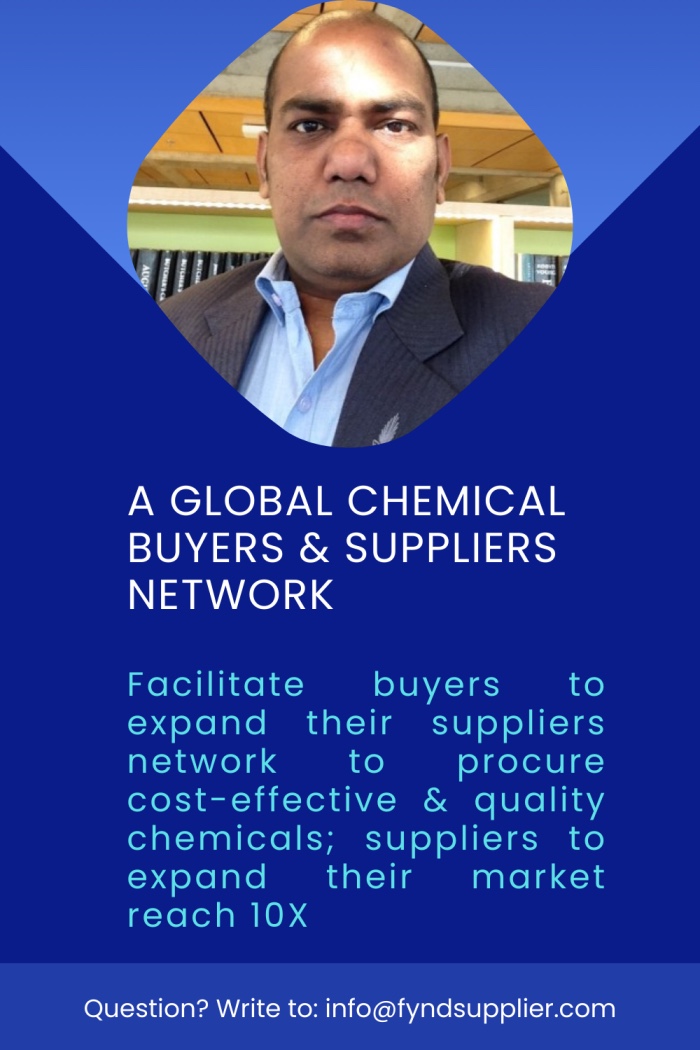 A GLOBAL CHEMICAL
BUYERS & SUPPLIERS
NETWORK
Facilitate buyers to
expand their suppliers
network to procure
cost-effective & quality
chemicals; suppliers to
expand their market
reach 10X
Question? Write to: info@fyndsupplier.com